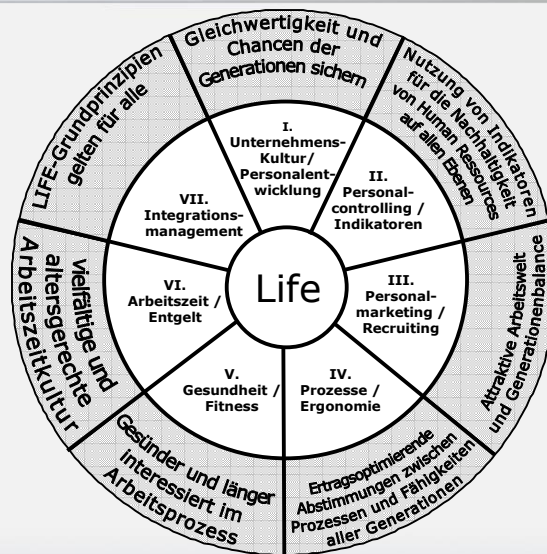 Gleichwertigkeit und
Chancen der
Generationen sichern
Nutzung von Indikatoren
für die Nachhaltigkeit
von Human Ressources
auf allen Ebenen
Attraktive Arbeitswelt
und Generationenbalance
Ertragsoptimierende
Abstimmungen zwischen
Prozessen und Fähigkeiten
aller Generationen
Gesünder und länger
interessiert im
Arbeitsprozess
vielfältige und
altersgerechte
Arbeitszeitkultur
LIFE-Grundprinzipien
gelten für alle
I.
Unternehmens-
Kultur/
Personalent-
wicklung
II.
Personal-
controlling /
Indikatoren
III.
Personal-
marketing /
Recruiting
IV.
Prozesse /
Ergonomie
V.
Gesundheit /
Fitness
VI.
Arbeitszeit /
Entgelt
VII.
Integrations-
management
Life